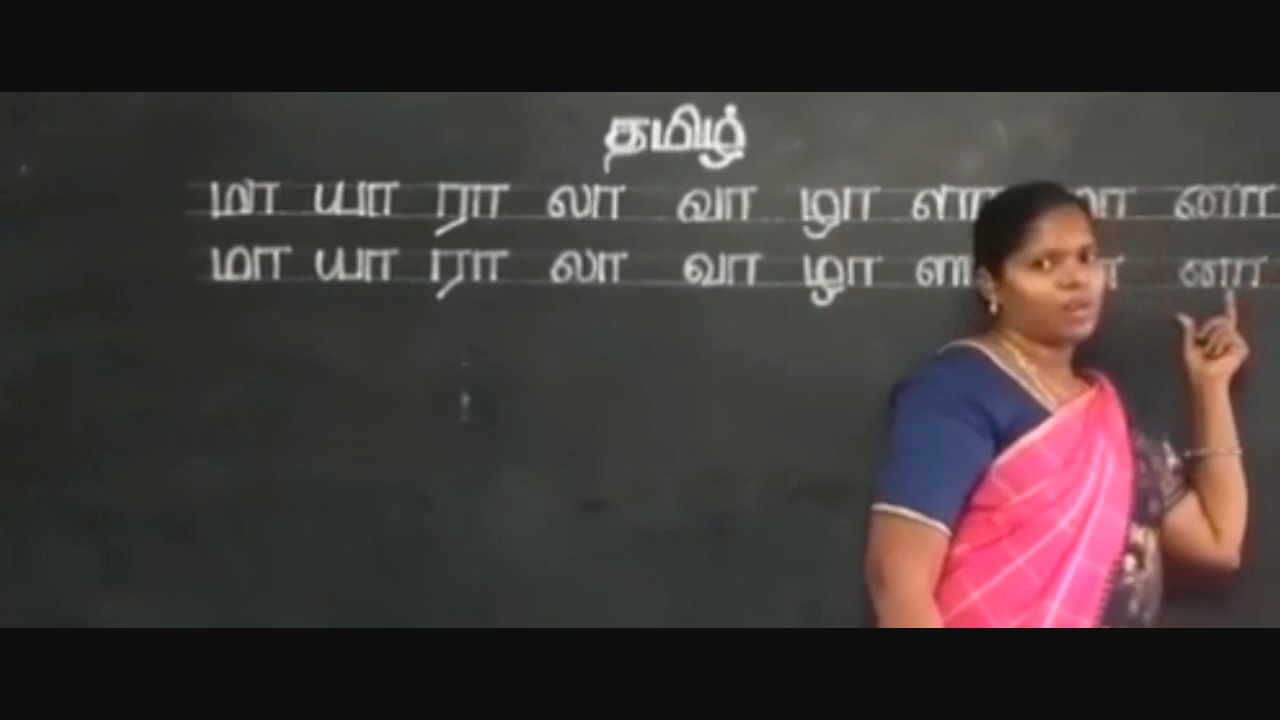 தமிழ்
மா யா ரா லா வா ழா ளா னா
மா யா ரா லா வா ழா னா